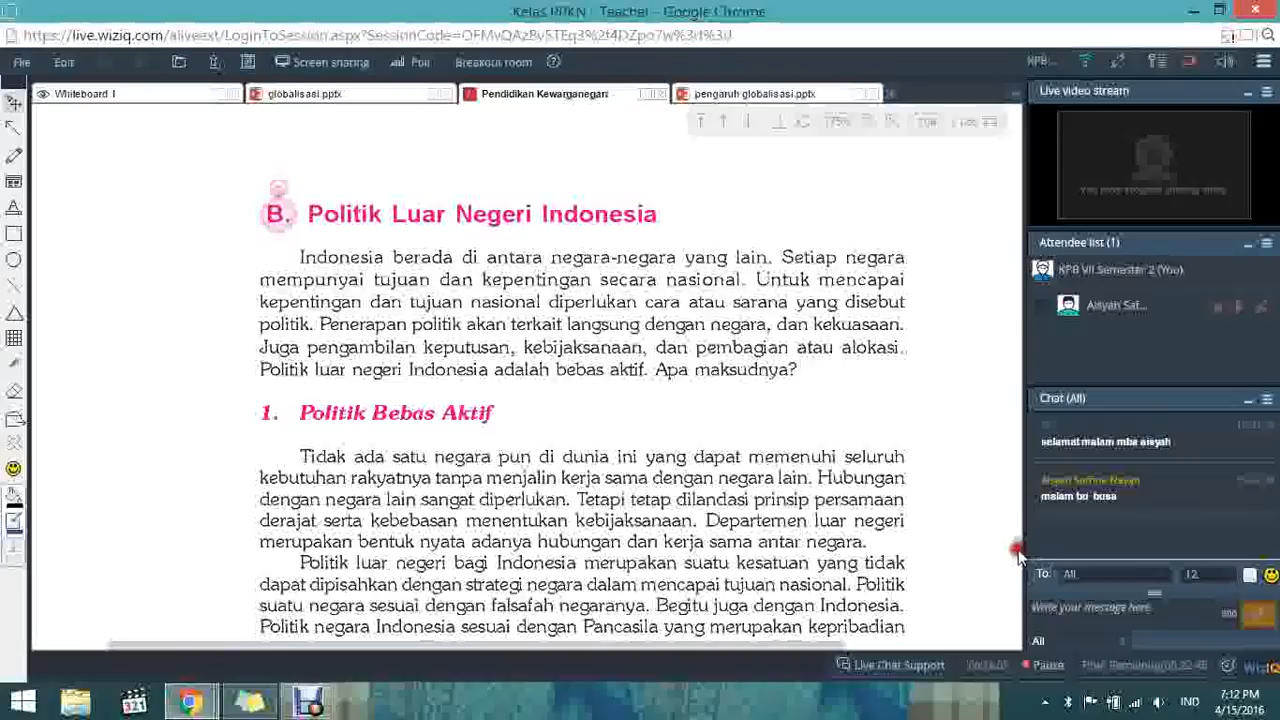 Kelas PPKN | Teacher - Google Chrome
File Edit Screen sharing Poll Breakout room
Whiteboard 1 globalisasi.pptx Pendidikan Kewarganegar pengaruh globalisasi.pptx
Live video stream
B. Politik Luar Negeri Indonesia
Indonesia berada di antara negara-negara yang lain. Setiap negara
mempunyai tujuan dan kepentingan secara nasional. Untuk mencapai
kepentingan dan tujuan nasional diperlukan cara atau sarana yang disebut
politik. Penerapan politik akan terkait langsung dengan negara, dan kekuasaan.
Juga pengambilan keputusan, kebijaksanaan, dan pembagian atau alokasi.
Politik luar negeri Indonesia adalah bebas aktif. Apa maksudnya?
1. Politik Bebas Aktif
Tidak ada satu negara pun di dunia ini yang dapat memenuhi seluruh
kebutuhan rakyatnya tanpa menjalin kerja sama dengan negara lain. Hubungan
dengan negara lain sangat diperlukan. Tetapi tetap dilandasi prinsip persamaan
derajat serta kebebasan menentukan kebijaksanaan. Departemen luar negeri
merupakan bentuk nyata adanya hubungan dan kerja sama antar negara.
Politik luar negeri bagi Indonesia merupakan suatu kesatuan yang tidak
dapat dipisahkan dengan strategi negara dalam mencapai tujuan nasional. Politik
suatu negara sesuai dengan falsafah negaranya. Begitu juga dengan Indonesia.
Politik negara Indonesia sesuai dengan Pancasila yang merupakan kepribadian
Attendee list (1)
KPB VII Semester 2 (You)
Aisyah Saf...
Chat (All)
selamat malam mba aisyah
malam bu busa
To: All 12
Write your message here
All
Live Chat Support Pause
IND
7:12 PM
4/15/2016